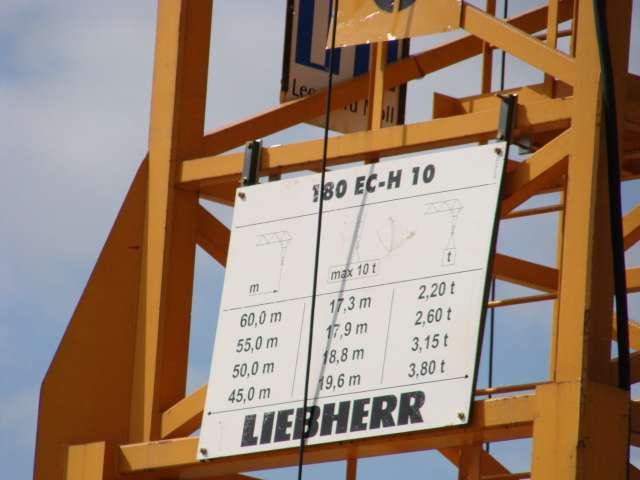 180 EC-H 10
m max 10 t t
60,0 m 17,3 m 2,20 t
55,0 m 17,9 m 2,60 t
50,0 m 18,8 m 3,15 t
45,0 m 19,6 m 3,80 t
LIEBHERR